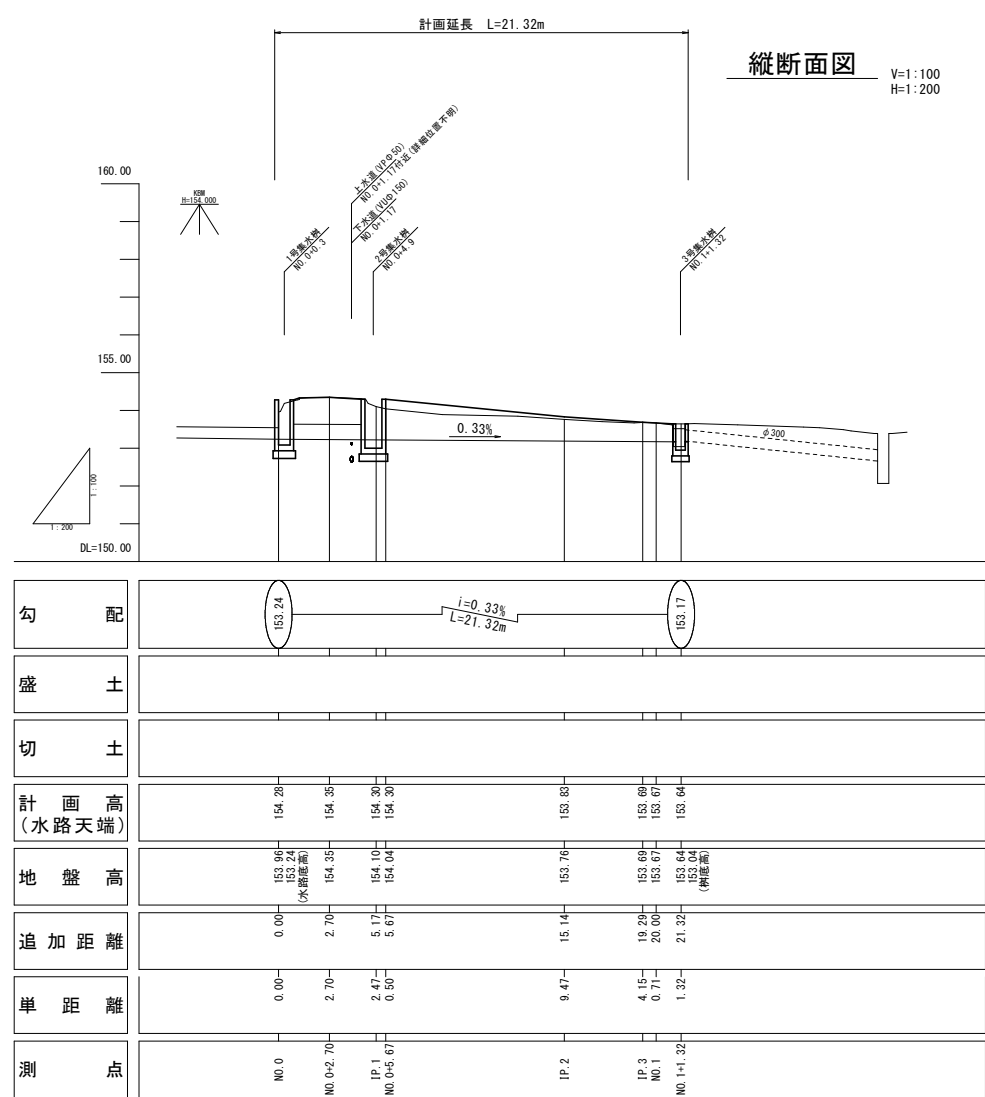 計画延長 L=21.32m
縦断面図
V=1:100
H=1:200
160.00
KBM
H=154.000
1号集水桝
NO.0+0.3
上水道(VPΦ50)
NO.0+1.17付近(詳細位置不明)
下水道(VUΦ150)
NO.0+1.17
2号集水桝
NO.0+4.9
3号集水桝
NO.1+1.32
155.00
0.33%
φ300
1:100
1:200
DL=150.00
勾配
153.24
i=0.33%
L=21.32m
153.17
盛土
切土
計画高
(水路天端)
154.28
154.35
154.30
154.30
153.83
153.69
153.67
153.64
地盤高
153.96
153.24
(水路底高)
154.35
154.10
154.04
153.76
153.69
153.67
153.64
153.04
(桝底高)
追加距離
0.00
2.70
5.17
5.67
15.14
19.29
20.00
21.32
単距離
0.00
2.70
2.47
0.50
9.47
4.15
0.71
1.32
測点
NO.0
NO.0+2.70
IP.1
NO.0+5.67
IP.2
IP.3
NO.1
NO.1+1.32